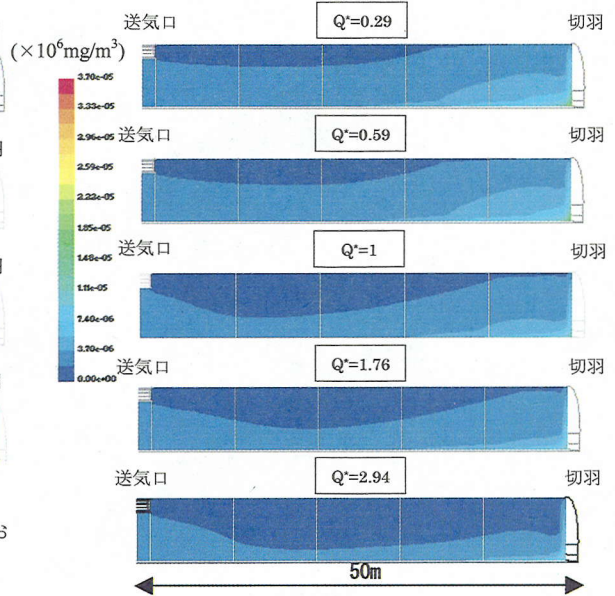 送気口 Q*=0.29 切羽
(×10⁶mg/m³)
3.70e-05
3.33e-05
2.96e-05
2.59e-05
2.22e-05
1.85e-05
1.48e-05
1.11e-05
7.40e-06
3.70e-06
0.00e+00
送気口 Q*=0.59 切羽
送気口 Q*=1 切羽
送気口 Q*=1.76 切羽
送気口 Q*=2.94 切羽
50m